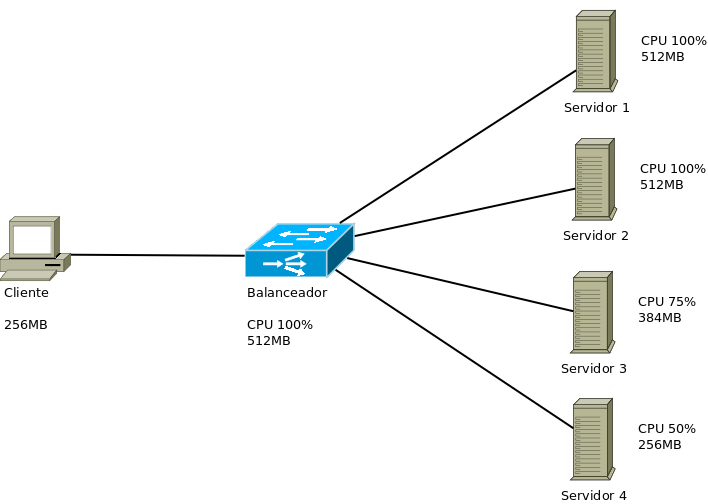 CPU 100%
512MB
Servidor 1
CPU 100%
512MB
Servidor 2
Cliente
256MB
Balanceador
CPU 100%
512MB
CPU 75%
384MB
Servidor 3
CPU 50%
256MB
Servidor 4